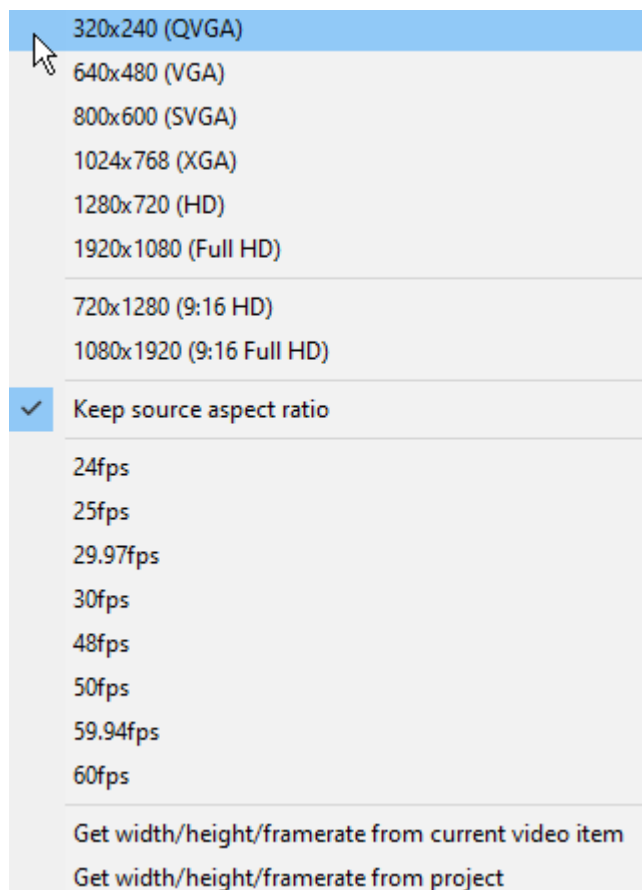 320x240 (QVGA)
640x480 (VGA)
800x600 (SVGA)
1024x768 (XGA)
1280x720 (HD)
1920x1080 (Full HD)
720x1280 (9:16 HD)
1080x1920 (9:16 Full HD)
Keep source aspect ratio
24fps
25fps
29.97fps
30fps
48fps
50fps
59.94fps
60fps
Get width/height/framerate from current video item
Get width/height/framerate from project